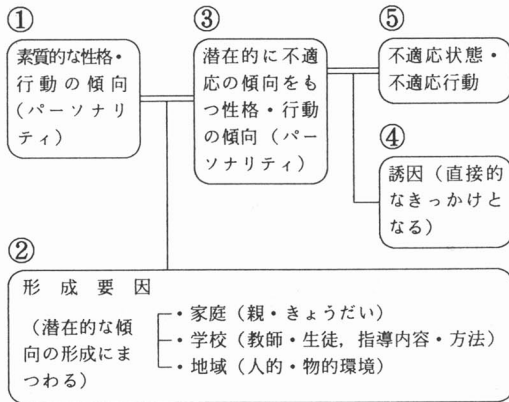 ①
素質的な性格・
行動の傾向
(パーソナリ
ティ)
③
潜在的に不適
応の傾向をも
つ性格・行動
の傾向(パー
ソナリティ)
⑤
不適応状態・
不適応行動
④
誘因(直接的
なきっかけと
なる)
②
形成要因
(潜在的な傾
向の形成にま
つわる)
・家庭(親・きょうだい)
・学校(教師・生徒,指導内容・方法)
・地域(人的・物的環境)